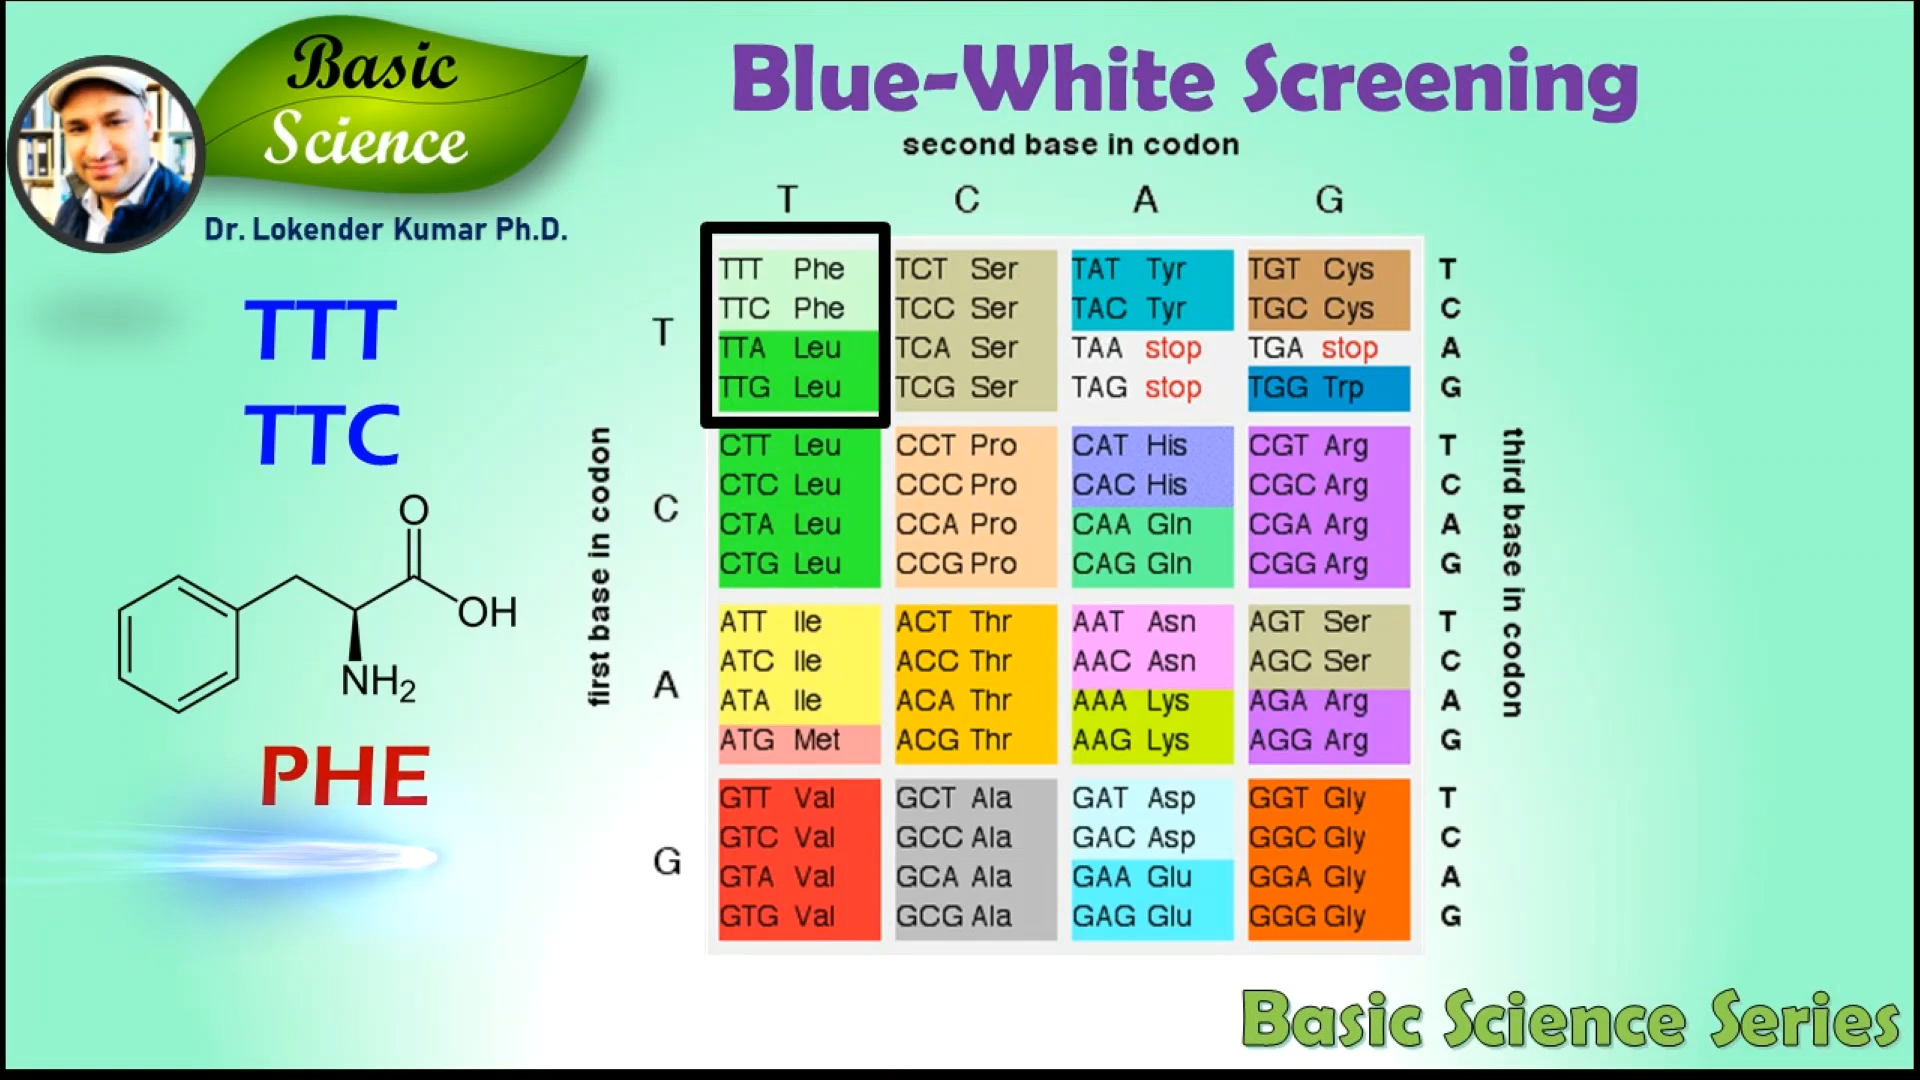 Basic
Science
Dr. Lokender Kumar Ph.D.
Blue-White Screening
second base in codon
T C A G
TTT
TTC
O
OH
NH2
PHE
first base in codon
T
TTT Phe TCT Ser TAT Tyr TGT Cys T
TTC Phe TCC Ser TAC Tyr TGC Cys C
TTA Leu TCA Ser TAA stop TGA stop A
TTG Leu TCG Ser TAG stop TGG Trp G
C
CTT Leu CCT Pro CAT His CGT Arg T
CTC Leu CCC Pro CAC His CGC Arg C
CTA Leu CCA Pro CAA Gln CGA Arg A
CTG Leu CCG Pro CAG Gln CGG Arg G
A
ATT Ile ACT Thr AAT Asn AGT Ser T
ATC Ile ACC Thr AAC Asn AGC Ser C
ATA Ile ACA Thr AAA Lys AGA Arg A
ATG Met ACG Thr AAG Lys AGG Arg G
G
GTT Val GCT Ala GAT Asp GGT Gly T
GTC Val GCC Ala GAC Asp GGC Gly C
GTA Val GCA Ala GAA Glu GGA Gly A
GTG Val GCG Ala GAG Glu GGG Gly G
third base in codon
Basic Science Series